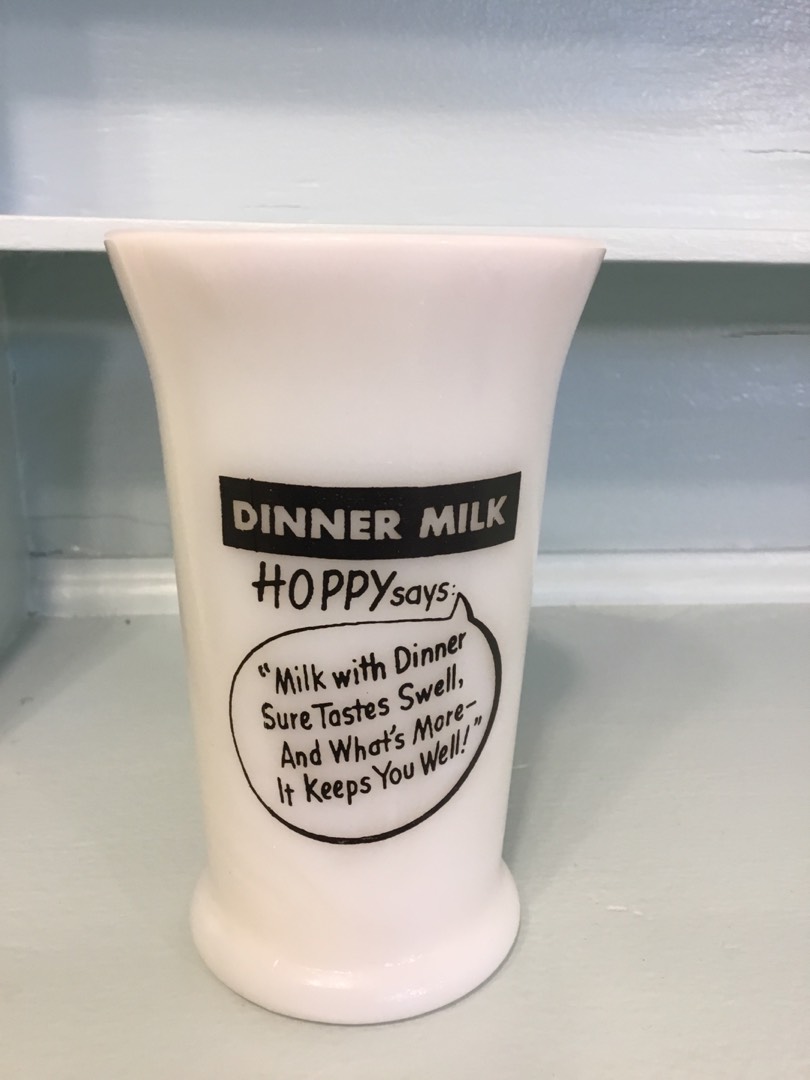 DINNER MILK
HOPPY says:
"Milk with Dinner
Sure Tastes Swell,
And What's More-
It Keeps You Well!"